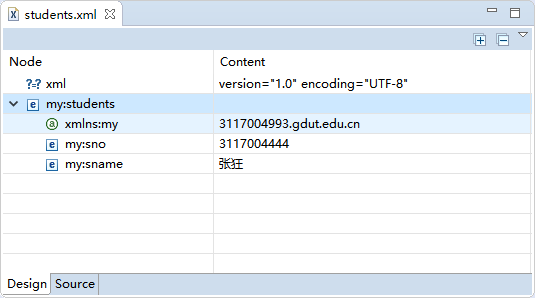 students.xml
Node Content
?=? xml version="1.0" encoding="UTF-8"
e my:students
a xmlns:my 3117004993.gdut.edu.cn
e my:sno 3117004444
e my:sname 张狂
Design Source